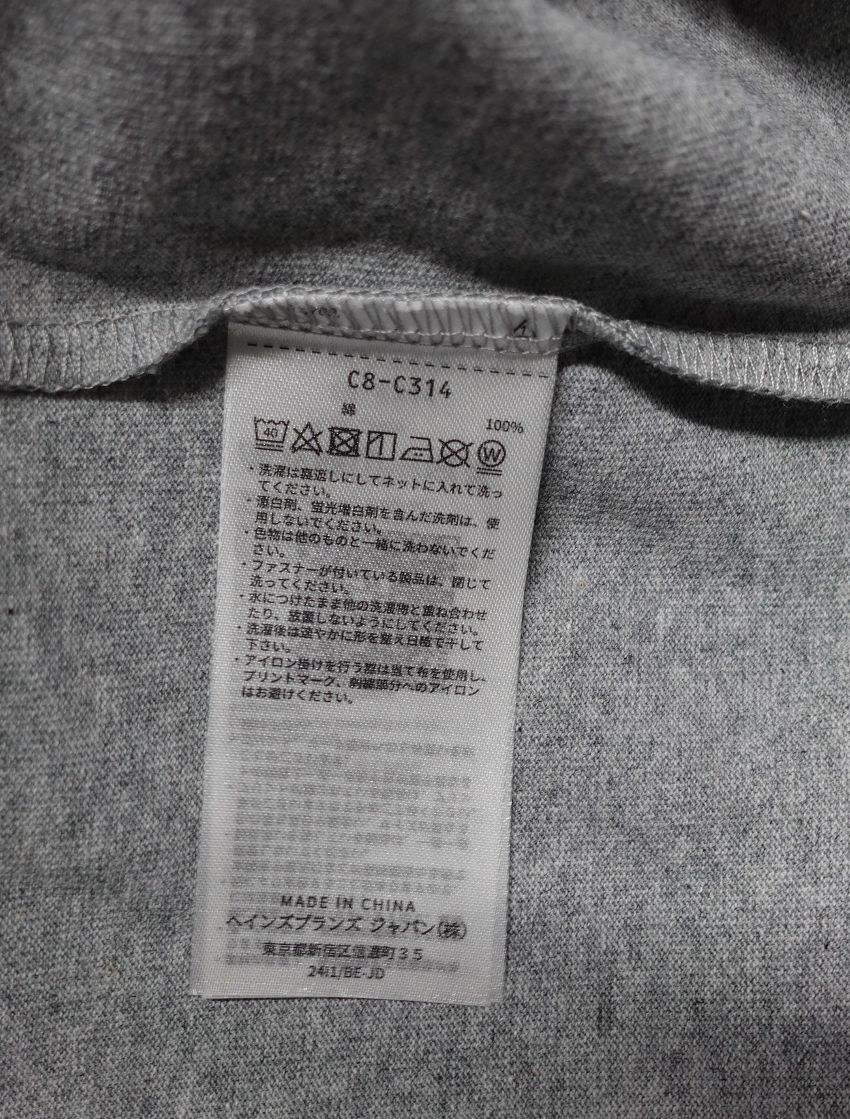 C8-C314
綿
100%
40
W
・洗濯は裏返しにしてネットに入れて洗っ
てください。
・漂白剤、蛍光増白剤を含んだ洗剤は、使
用しないでください。
・色物は他のものと一緒に洗わないでくだ
さい。
・ファスナーが付いている製品は、閉じて
洗ってください。
・水につけたまま他の洗濯物と重ね合わせ
たり、放置しないようにしてください。
・洗濯後は速やかに形を整え日陰で干して
下さい。
・アイロン掛けを行う際は当て布を使用し、
プリントマーク、刺繍部分へのアイロン
はお避けください。
MADE IN CHINA
ヘインズブランズ ジャパン(株)
東京都新宿区信濃町35
24I1/BE-JD